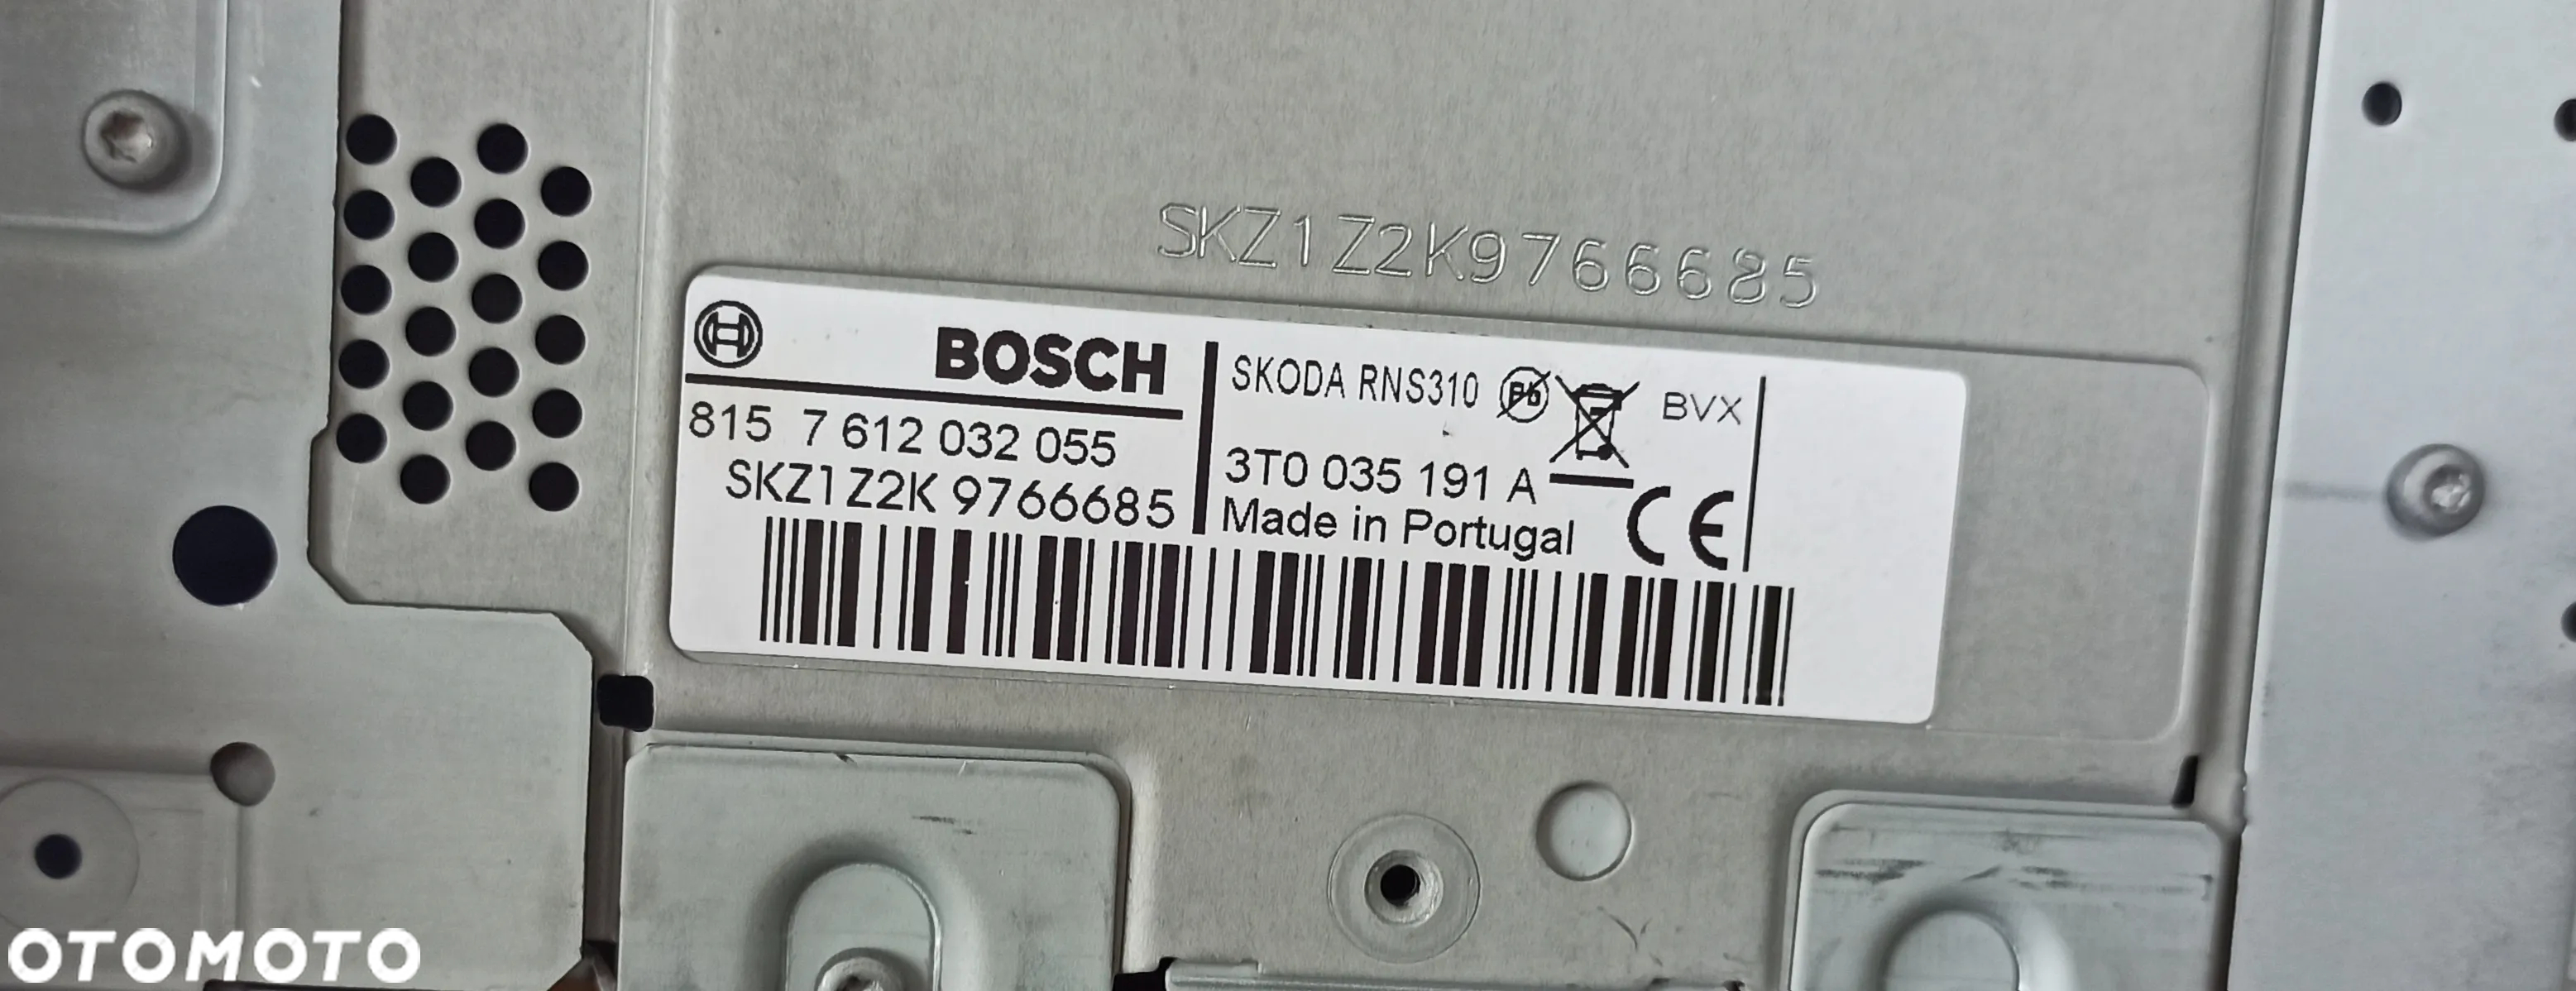 SKZ1Z2K9766685
BOSCH
SKODA RNS310 Pb BVX
815 7 612 032 055
3T0 035 191 A
SKZ1Z2K 9766685
Made in Portugal CE
OTOMOTO